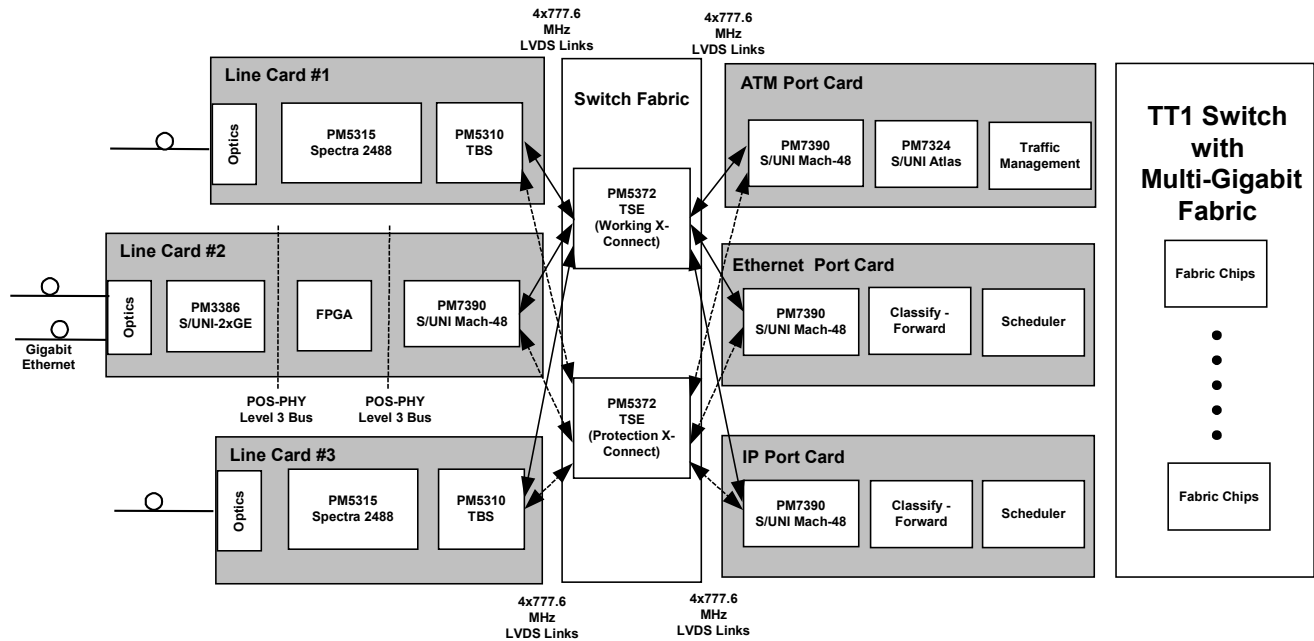 4x777.6
MHz
LVDS Links
4x777.6
MHz
LVDS Links
Line Card #1
Optics
PM5315
Spectra 2488
PM5310
TBS
Line Card #2
Optics
PM3386
S/UNI-2xGE
FPGA
PM7390
S/UNI Mach-48
Gigabit
Ethernet
POS-PHY
Level 3 Bus
POS-PHY
Level 3 Bus
Line Card #3
Optics
PM5315
Spectra 2488
PM5310
TBS
Switch Fabric
PM5372
TSE
(Working X-
Connect)
PM5372
TSE
(Protection X-
Connect)
ATM Port Card
PM7390
S/UNI Mach-48
PM7324
S/UNI Atlas
Traffic
Management
Ethernet Port Card
PM7390
S/UNI Mach-48
Classify -
Forward
Scheduler
IP Port Card
PM7390
S/UNI Mach-48
Classify -
Forward
Scheduler
TT1 Switch
with
Multi-Gigabit
Fabric
Fabric Chips
Fabric Chips
4x777.6
MHz
LVDS Links
4x777.6
MHz
LVDS Links